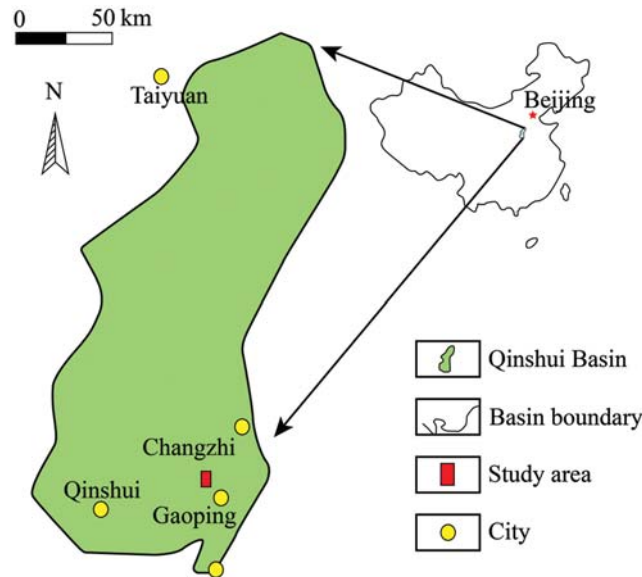 0 50 km
N
Taiyuan
Beijing
Changzhi
Qinshui
Gaoping
Qinshui Basin
Basin boundary
Study area
City